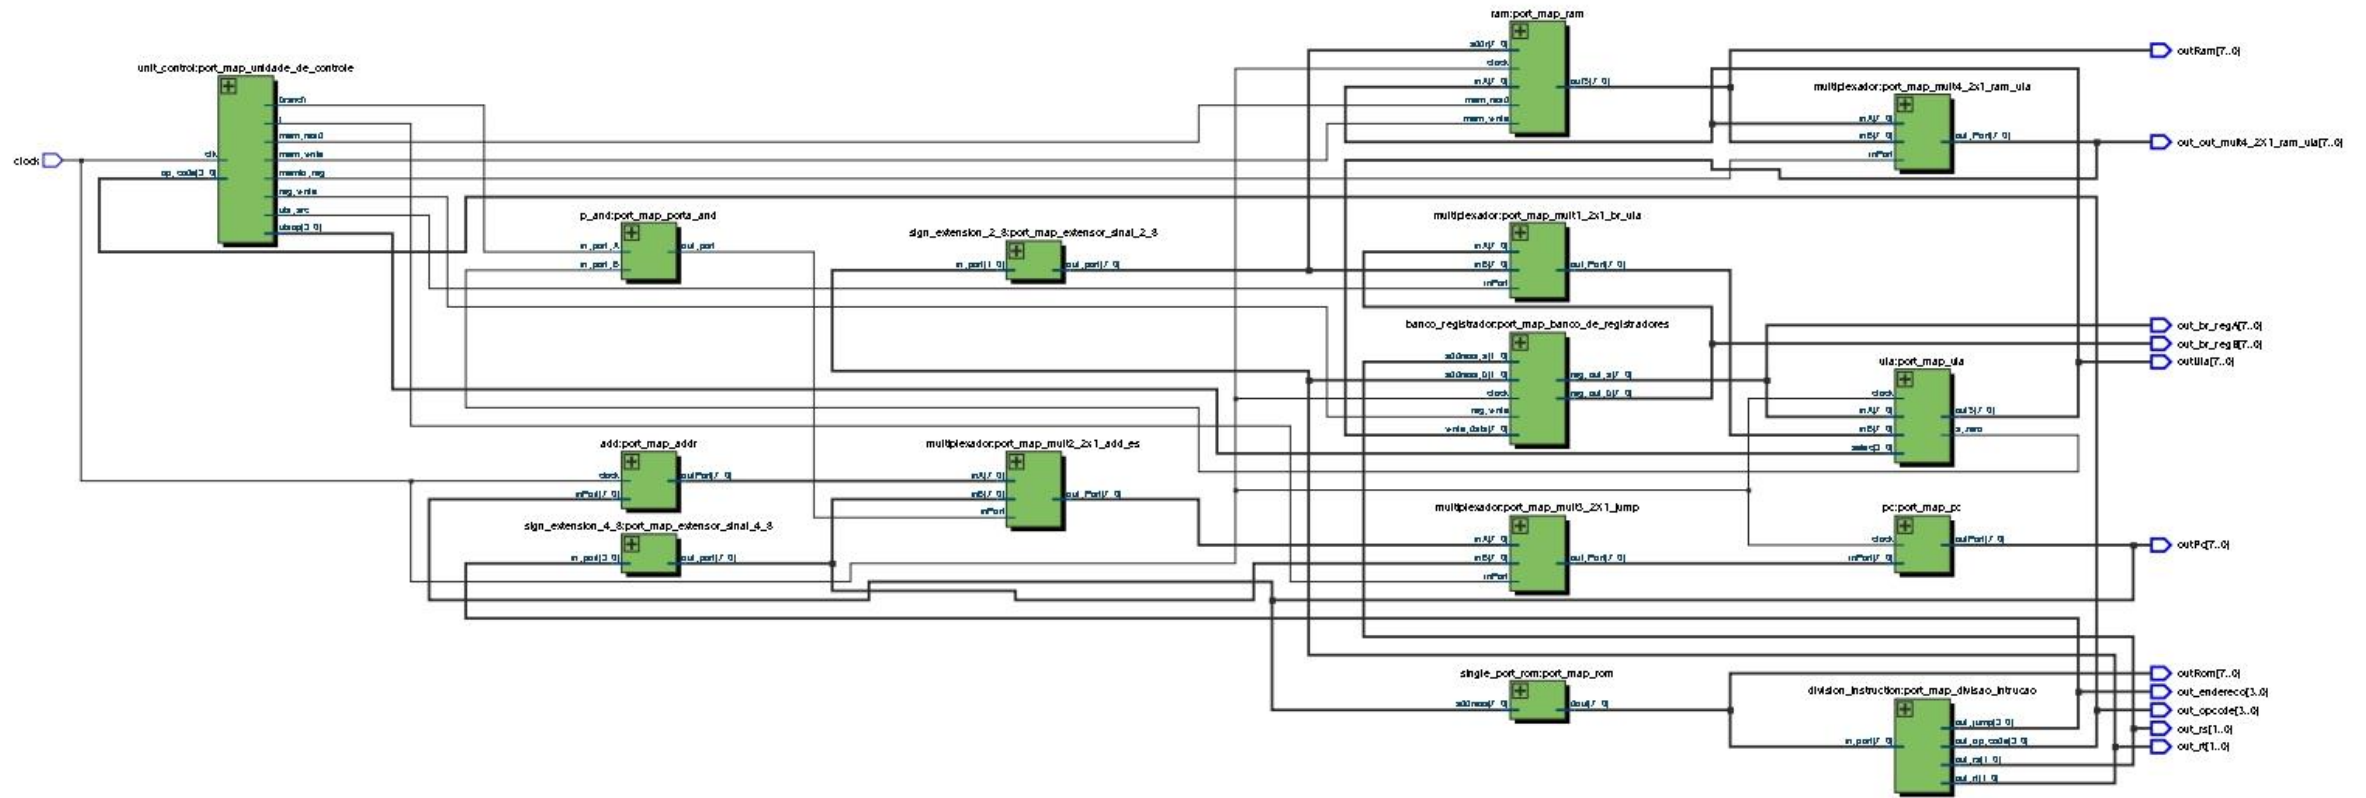 ram:port_map_ram
addr[7..0]
clock
inA[7..0]
mem_read
mem_write
outS[7..0]
outRam[7..0]
unit_control:port_map_unidade_de_controle
branch
mem_read
mem_write
memto_reg
reg_write
ula_src
ulaop[3..0]
clk
op_code[3..0]
clock
multiplexador:port_map_mult4_2x1_ram_ula
inA[7..0]
inB[7..0]
inPort
out_Port[7..0]
out_out_mult4_2X1_ram_ula[7..0]
p_and:port_map_porta_and
in_port_A
in_port_B
out_port
sign_extension_2_8:port_map_extensor_sinal_2_8
in_port[1..0]
out_port[7..0]
multiplexador:port_map_mult1_2x1_br_ula
inA[7..0]
inB[7..0]
inPort
out_Port[7..0]
banco_registrador:port_map_banco_de_registradores
address_a[1..0]
address_b[1..0]
clock
reg_write
write_data[7..0]
reg_out_a[7..0]
reg_out_b[7..0]
out_br_regA[7..0]
out_br_regB[7..0]
outUla[7..0]
ula:port_map_ula
clock
inA[7..0]
inB[7..0]
outS[7..0]
s_zero
add:port_map_addr
clock
inPort[7..0]
outPort[7..0]
multiplexador:port_map_mult2_2x1_add_es
inA[7..0]
inB[7..0]
inPort
out_Port[7..0]
sign_extension_4_8:port_map_extensor_sinal_4_8
in_port[3..0]
out_port[7..0]
multiplexador:port_map_mult3_2X1_jump
inA[7..0]
inB[7..0]
inPort
out_Port[7..0]
pc:port_map_pc
clock
inPort[7..0]
outPort[7..0]
outPc[7..0]
single_port_rom:port_map_rom
address[7..0]
dout[7..0]
division_instruction:port_map_divisao_intrucao
in_port[7..0]
out_jump[3..0]
out_op_code[3..0]
out_rs[1..0]
out_rt[1..0]
outRom[7..0]
out_endereco[3..0]
out_opcode[3..0]
out_rs[1..0]
out_rt[1..0]